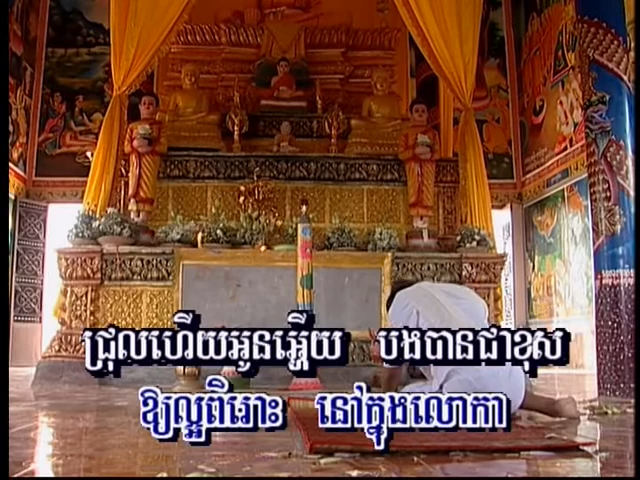 ជ្រុលហើយអូនអ្ហើយ បងបានជាខុស
ឱ្យល្អពិរោះ នៅក្នុងលោកា